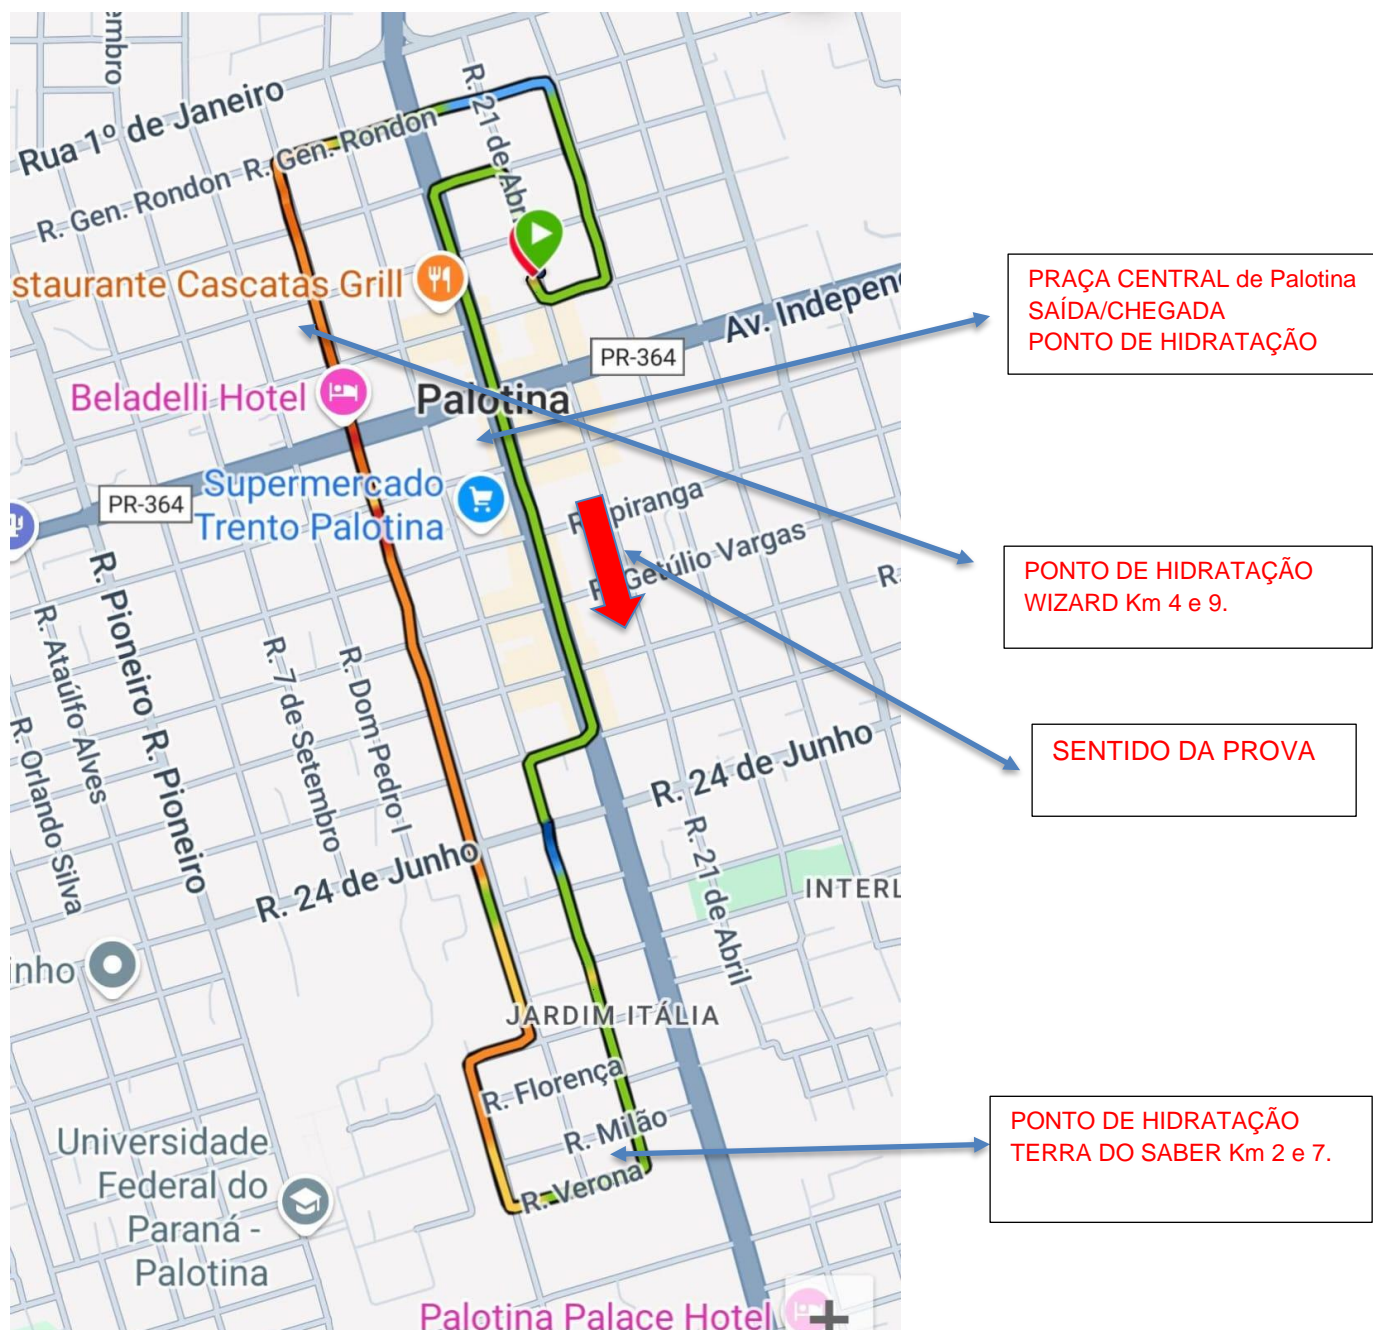 embro
Rua 1º de Janeiro
R. Gen. Rondon
R. Gen. Rondon
R. 21 de Abril
staurante Cascatas Grill
Av. Indepen
PR-364
Beladelli Hotel
Palotina
PR-364
Supermercado
Trento Palotina
R. Ipiranga
R. Getúlio Vargas
R.
R. Pioneiro
R. Pioneiro
R. Ataúlfo Alves
R. Orlando Silva
R. 7 de Setembro
R. Dom Pedro I
R. 24 de Junho
R. 24 de Junho
R. 21 de Abril
INTERL
inho
JARDIM ITÁLIA
R. Florença
R. Milão
R. Verona
Universidade
Federal do
Paraná -
Palotina
Palotina Palace Hotel
PRAÇA CENTRAL de Palotina
SAÍDA/CHEGADA
PONTO DE HIDRATAÇÃO
PONTO DE HIDRATAÇÃO
WIZARD Km 4 e 9.
SENTIDO DA PROVA
PONTO DE HIDRATAÇÃO
TERRA DO SABER Km 2 e 7.